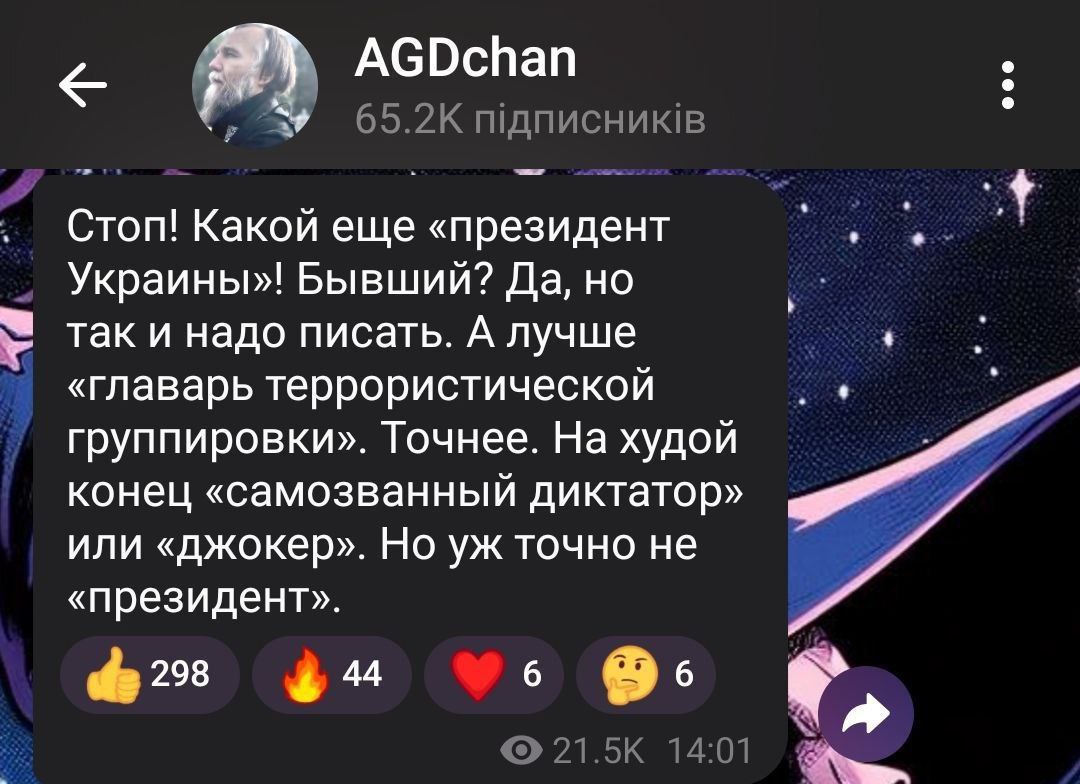 AGDchan
65.2K підписників
Стоп! Какой еще «президент
Украины»! Бывший? Да, но
так и надо писать. А лучше
«главарь террористической
группировки». Точнее. На худой
конец «самозванный диктатор»
или «джокер». Но уж точно не
«президент».
298 44 6 6
21.5K 14:01